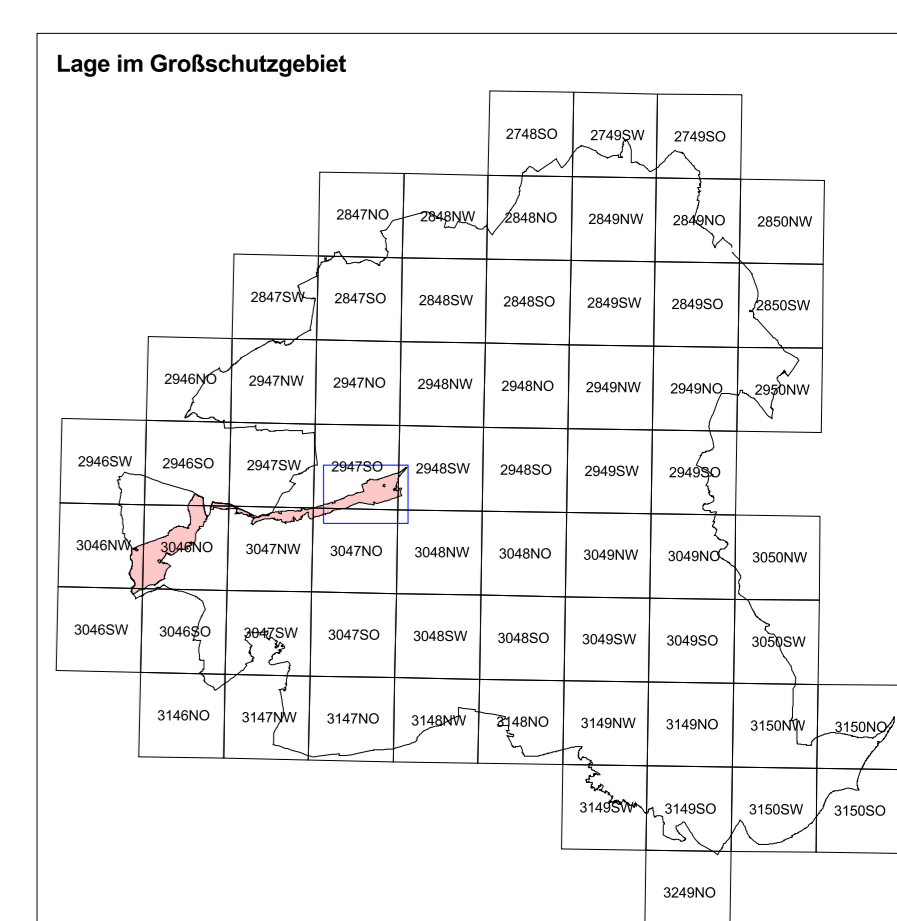 Lage im Großschutzgebiet
2748SO 2749SW 2749SO
2847NO 2848NW 2848NO 2849NW 2849NO 2850NW
2847SW 2847SO 2848SW 2848SO 2849SW 2849SO 2850SW
2946NO 2947NW 2947NO 2948NW 2948NO 2949NW 2949NO 2950NW
2946SW 2946SO 2947SW 2947SO 2948SW 2948SO 2949SW 2949SO
3046NW 3046NO 3047NW 3047NO 3048NW 3048NO 3049NW 3049NO 3050NW
3046SW 3046SO 3047SW 3047SO 3048SW 3048SO 3049SW 3049SO 3050SW
3146NO 3147NW 3147NO 3148NW 3148NO 3149NW 3149NO 3150NW 3150NO
3149SW 3149SO 3150SW 3150SO
3249NO